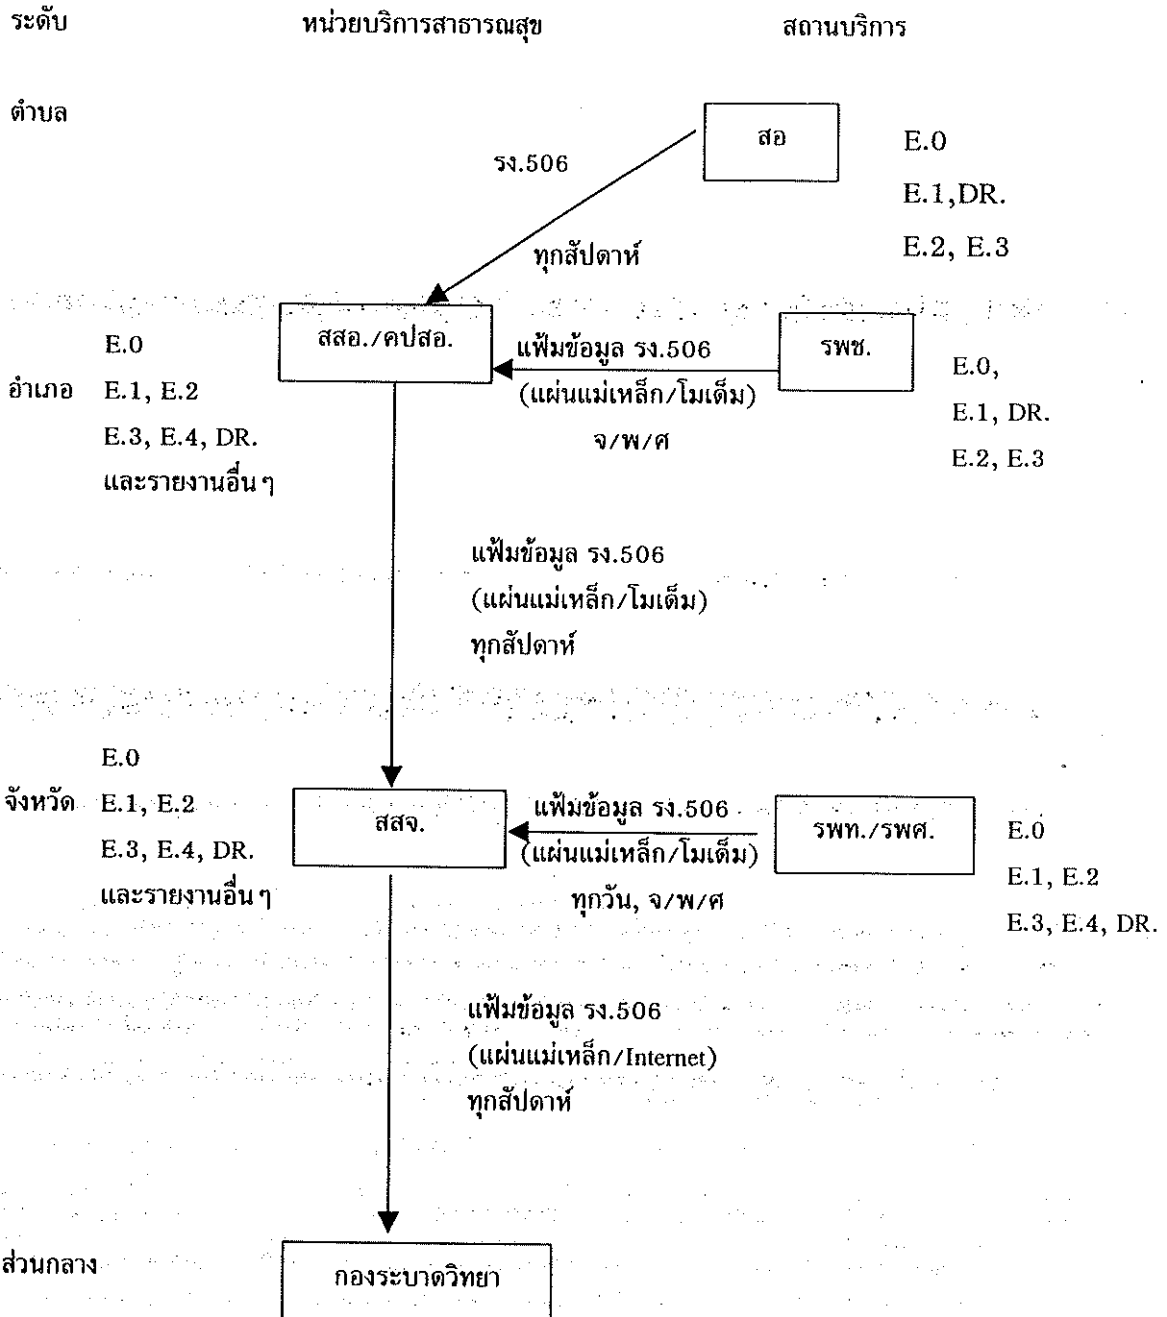 ระดับ หน่วยบริการสาธารณสุข สถานบริการ
ตำบล
สอ
E.0
E.1,DR.
E.2, E.3
รง.506
ทุกสัปดาห์
อำเภอ
E.0
E.1, E.2
E.3, E.4, DR.
และรายงานอื่น ๆ
สสอ./คปสอ.
แฟ้มข้อมูล รง.506
(แผ่นแม่เหล็ก/โมเด็ม)
จ/พ/ศ
รพช.
E.0,
E.1, DR.
E.2, E.3
แฟ้มข้อมูล รง.506
(แผ่นแม่เหล็ก/โมเด็ม)
ทุกสัปดาห์
จังหวัด
E.0
E.1, E.2
E.3, E.4, DR.
และรายงานอื่น ๆ
สสจ.
แฟ้มข้อมูล รง.506
(แผ่นแม่เหล็ก/โมเด็ม)
ทุกวัน, จ/พ/ศ
รพท./รพศ.
E.0
E.1, E.2
E.3, E.4, DR.
แฟ้มข้อมูล รง.506
(แผ่นแม่เหล็ก/Internet)
ทุกสัปดาห์
ส่วนกลาง
กองระบาดวิทยา